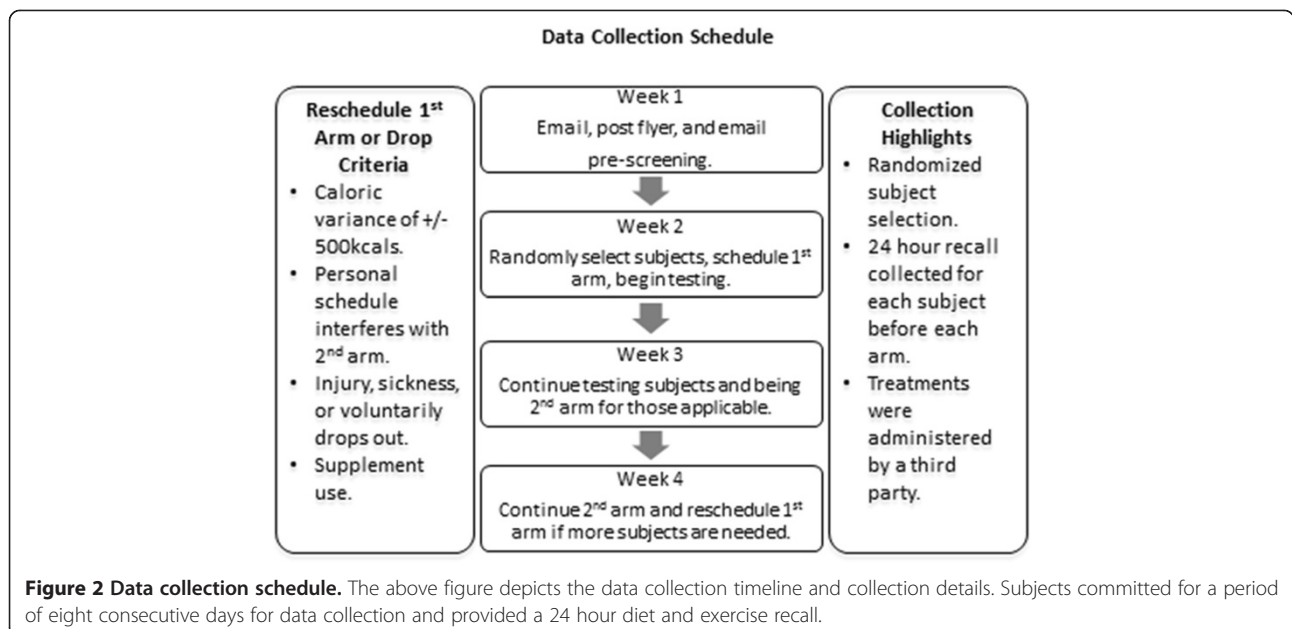 Data Collection Schedule
Reschedule 1st
Arm or Drop
Criteria
• Caloric
variance of +/-
500kcals.
• Personal
schedule
interferes with
2nd arm.
• Injury, sickness,
or voluntarily
drops out.
• Supplement
use.
Week 1
Email, post flyer, and email
pre-screening.
Week 2
Randomly select subjects, schedule 1st
arm, begin testing.
Week 3
Continue testing subjects and being
2nd arm for those applicable.
Week 4
Continue 2nd arm and reschedule 1st
arm if more subjects are needed.
Collection
Highlights
• Randomized
subject
selection.
• 24 hour recall
collected for
each subject
before each
arm.
• Treatments
were
administered
by a third
party.
Figure 2 Data collection schedule. The above figure depicts the data collection timeline and collection details. Subjects committed for a period
of eight consecutive days for data collection and provided a 24 hour diet and exercise recall.